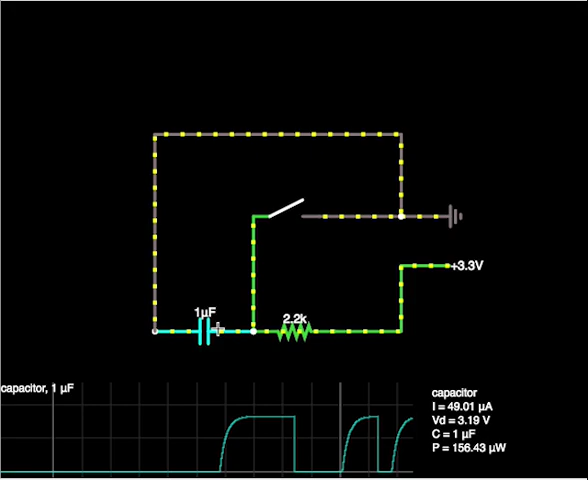 +3.3V
1µF
2.2k
capacitor, 1 µF
capacitor
I = 49.01 µA
Vd = 3.19 V
C = 1 µF
P = 156.43 µW